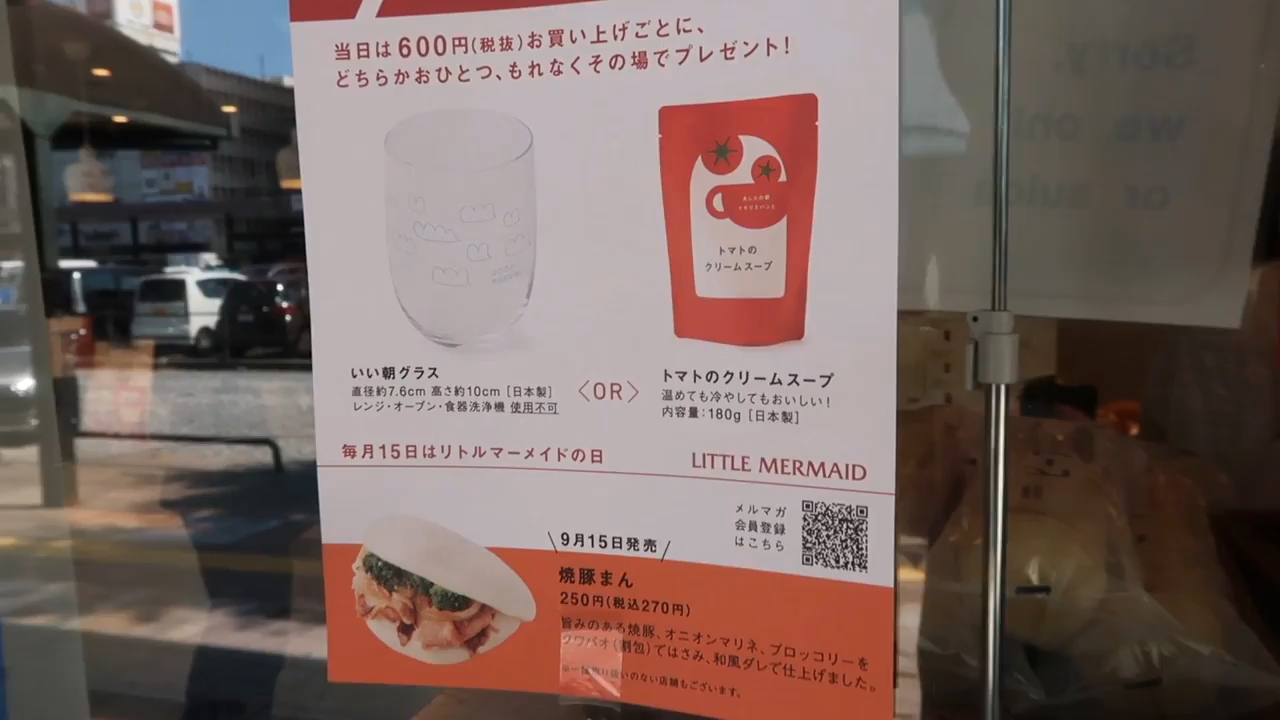 当日は600円(税抜)お買い上げごとに、
どちらかおひとつ、もれなくその場でプレゼント!
トマトの
クリームスープ
いい朝グラス
直径約7.6cm 高さ約10cm [日本製]
レンジ・オーブン・食器洗浄機 使用不可
〈OR〉
トマトのクリームスープ
温めても冷やしてもおいしい!
内容量:180g [日本製]
毎月15日はリトルマーメイドの日
LITTLE MERMAID
メルマガ
会員登録
はこちら
9月15日発売
焼豚まん
250円(税込270円)
旨みのある焼豚、オニオンマリネ、ブロッコリーを
クワパオ(割包)ではさみ、和風ダレで仕上げました。
※一部取り扱いのない店舗もございます。
Sorry,
we